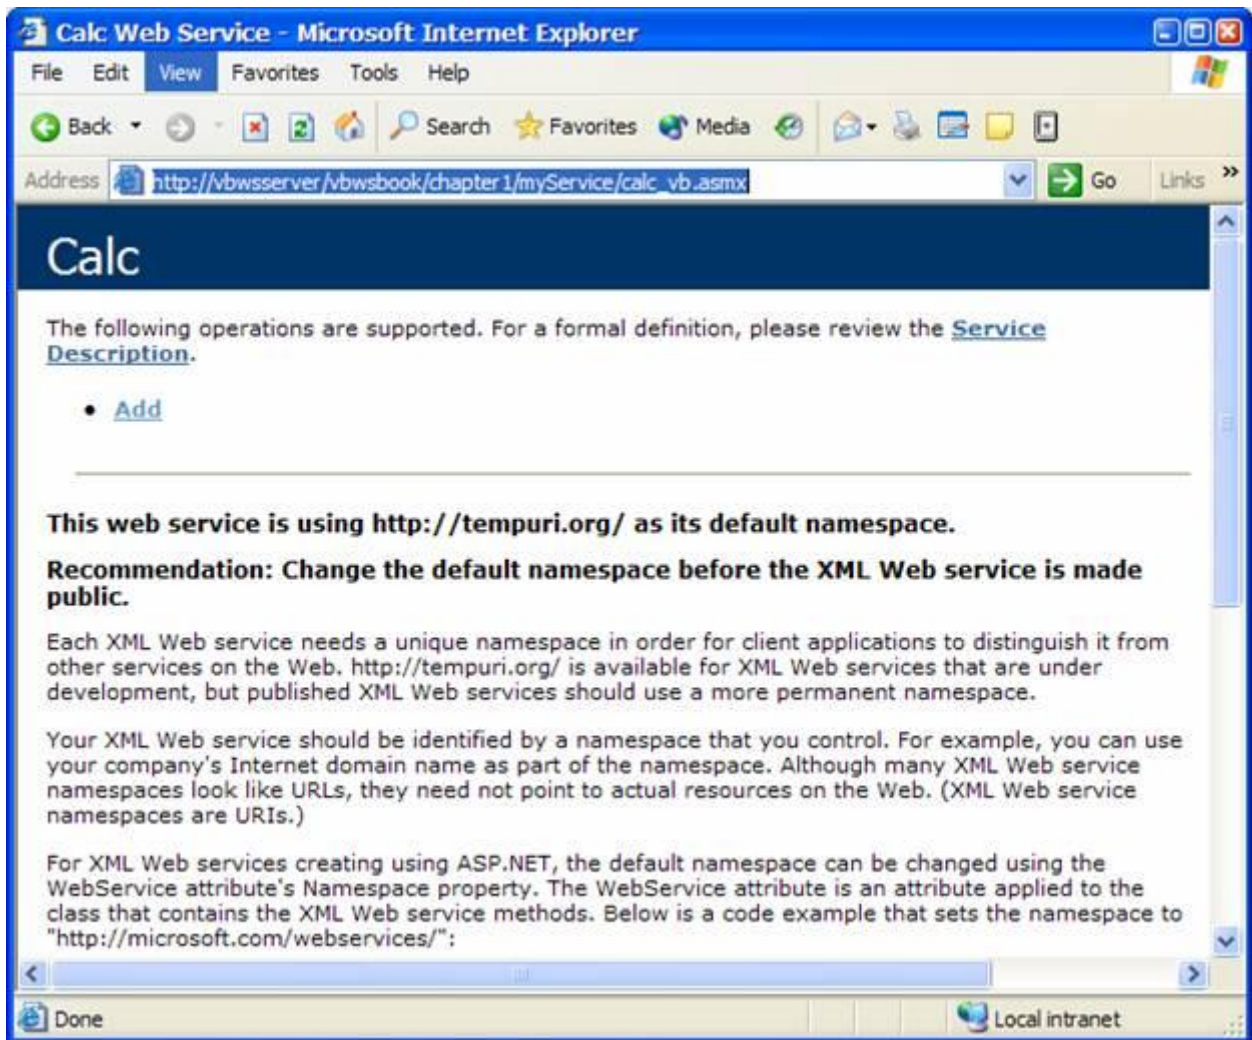 Calc Web Service - Microsoft Internet Explorer
File Edit View Favorites Tools Help
Back Search Favorites Media
Address http://vbwsserver/vbwsbook/chapter1/myService/calc_vb.asmx Go Links »
Calc
The following operations are supported. For a formal definition, please review the Service
Description.
• Add
This web service is using http://tempuri.org/ as its default namespace.
Recommendation: Change the default namespace before the XML Web service is made
public.
Each XML Web service needs a unique namespace in order for client applications to distinguish it from
other services on the Web. http://tempuri.org/ is available for XML Web services that are under
development, but published XML Web services should use a more permanent namespace.
Your XML Web service should be identified by a namespace that you control. For example, you can use
your company's Internet domain name as part of the namespace. Although many XML Web service
namespaces look like URLs, they need not point to actual resources on the Web. (XML Web service
namespaces are URIs.)
For XML Web services creating using ASP.NET, the default namespace can be changed using the
WebService attribute's Namespace property. The WebService attribute is an attribute applied to the
class that contains the XML Web service methods. Below is a code example that sets the namespace to
"http://microsoft.com/webservices/":
Done Local intranet